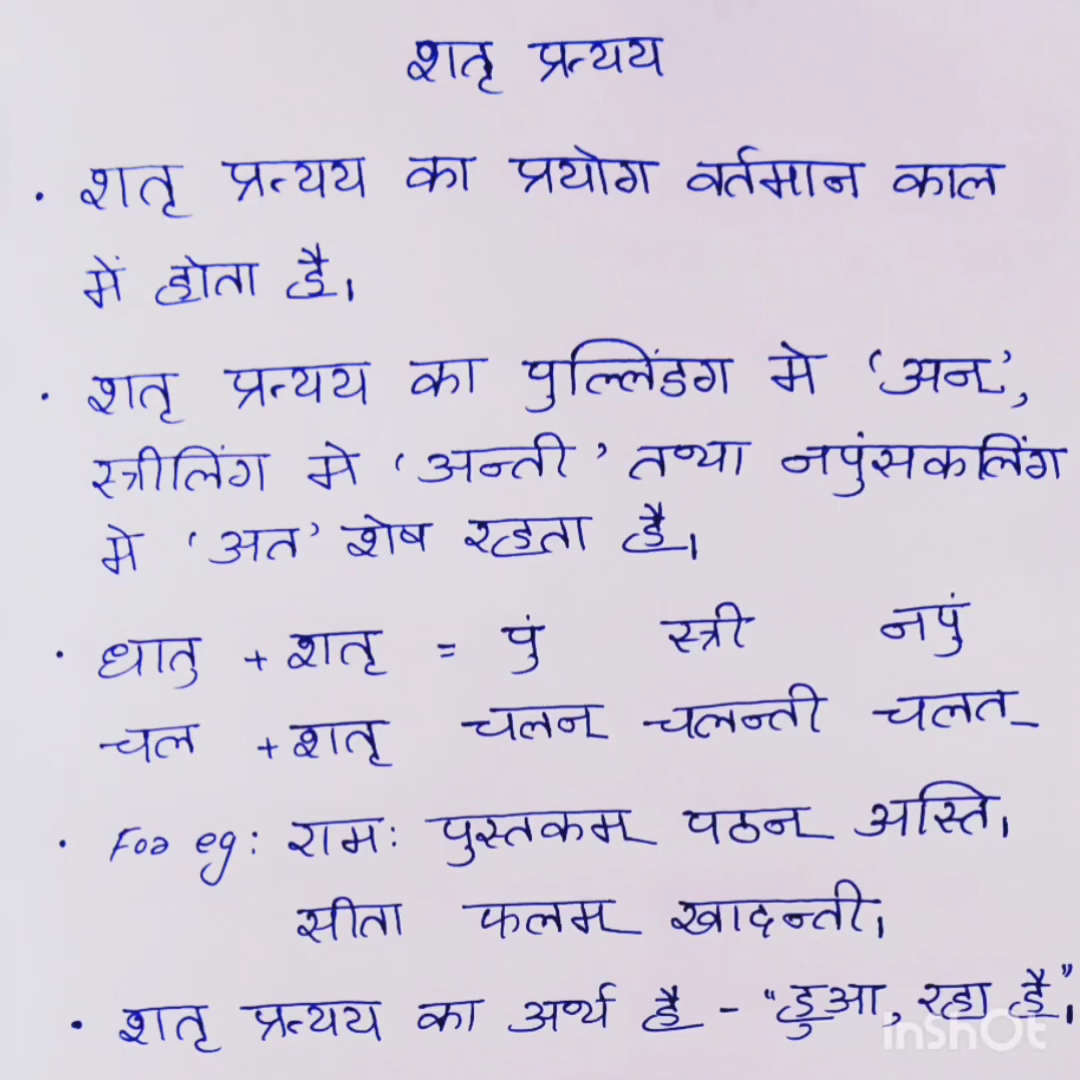 शतृ प्रत्यय
• शतृ प्रत्यय का प्रयोग वर्तमान काल
में होता है।
• शतृ प्रत्यय का पुल्लिंडग मे 'अन्',
स्त्रीलिंग मे 'अन्ती' तथ्या नपुंसकलिंग
मे 'अत' शेष रहता है।
• धातु + शतृ = पुं स्त्री नपुं
चल + शतृ चलन् चलन्ती चलत्
• For eg: रामः पुस्तकम् पठन् अस्ति।
सीता फलम् खादन्ती।
• शतृ प्रत्यय का अर्थ है - "हुआ, रहा है"।
InShOt